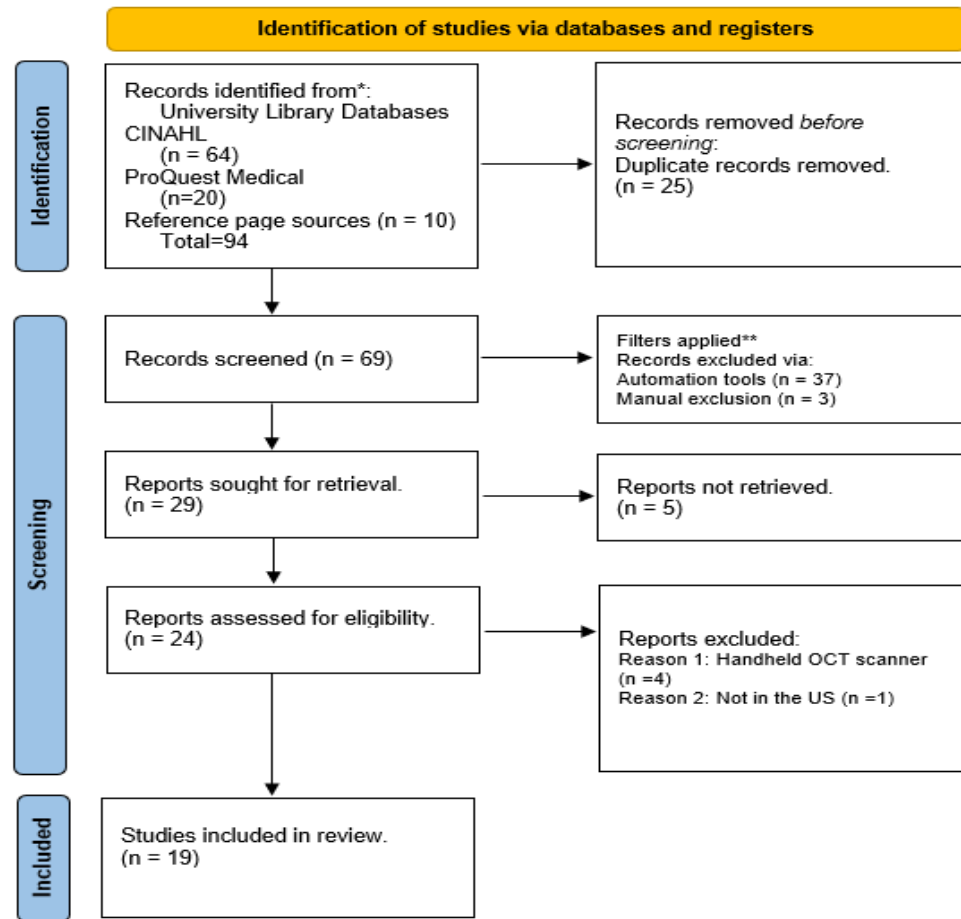 Identification of studies via databases and registers
Identification
Records identified from*:
University Library Databases
CINAHL
(n = 64)
ProQuest Medical
(n=20)
Reference page sources (n = 10)
Total=94
Records removed before
screening:
Duplicate records removed.
(n = 25)
Screening
Records screened (n = 69)
Filters applied**
Records excluded via:
Automation tools (n = 37)
Manual exclusion (n = 3)
Reports sought for retrieval.
(n = 29)
Reports not retrieved.
(n = 5)
Reports assessed for eligibility.
(n = 24)
Reports excluded:
Reason 1: Handheld OCT scanner
(n =4)
Reason 2: Not in the US (n =1)
Included
Studies included in review.
(n = 19)